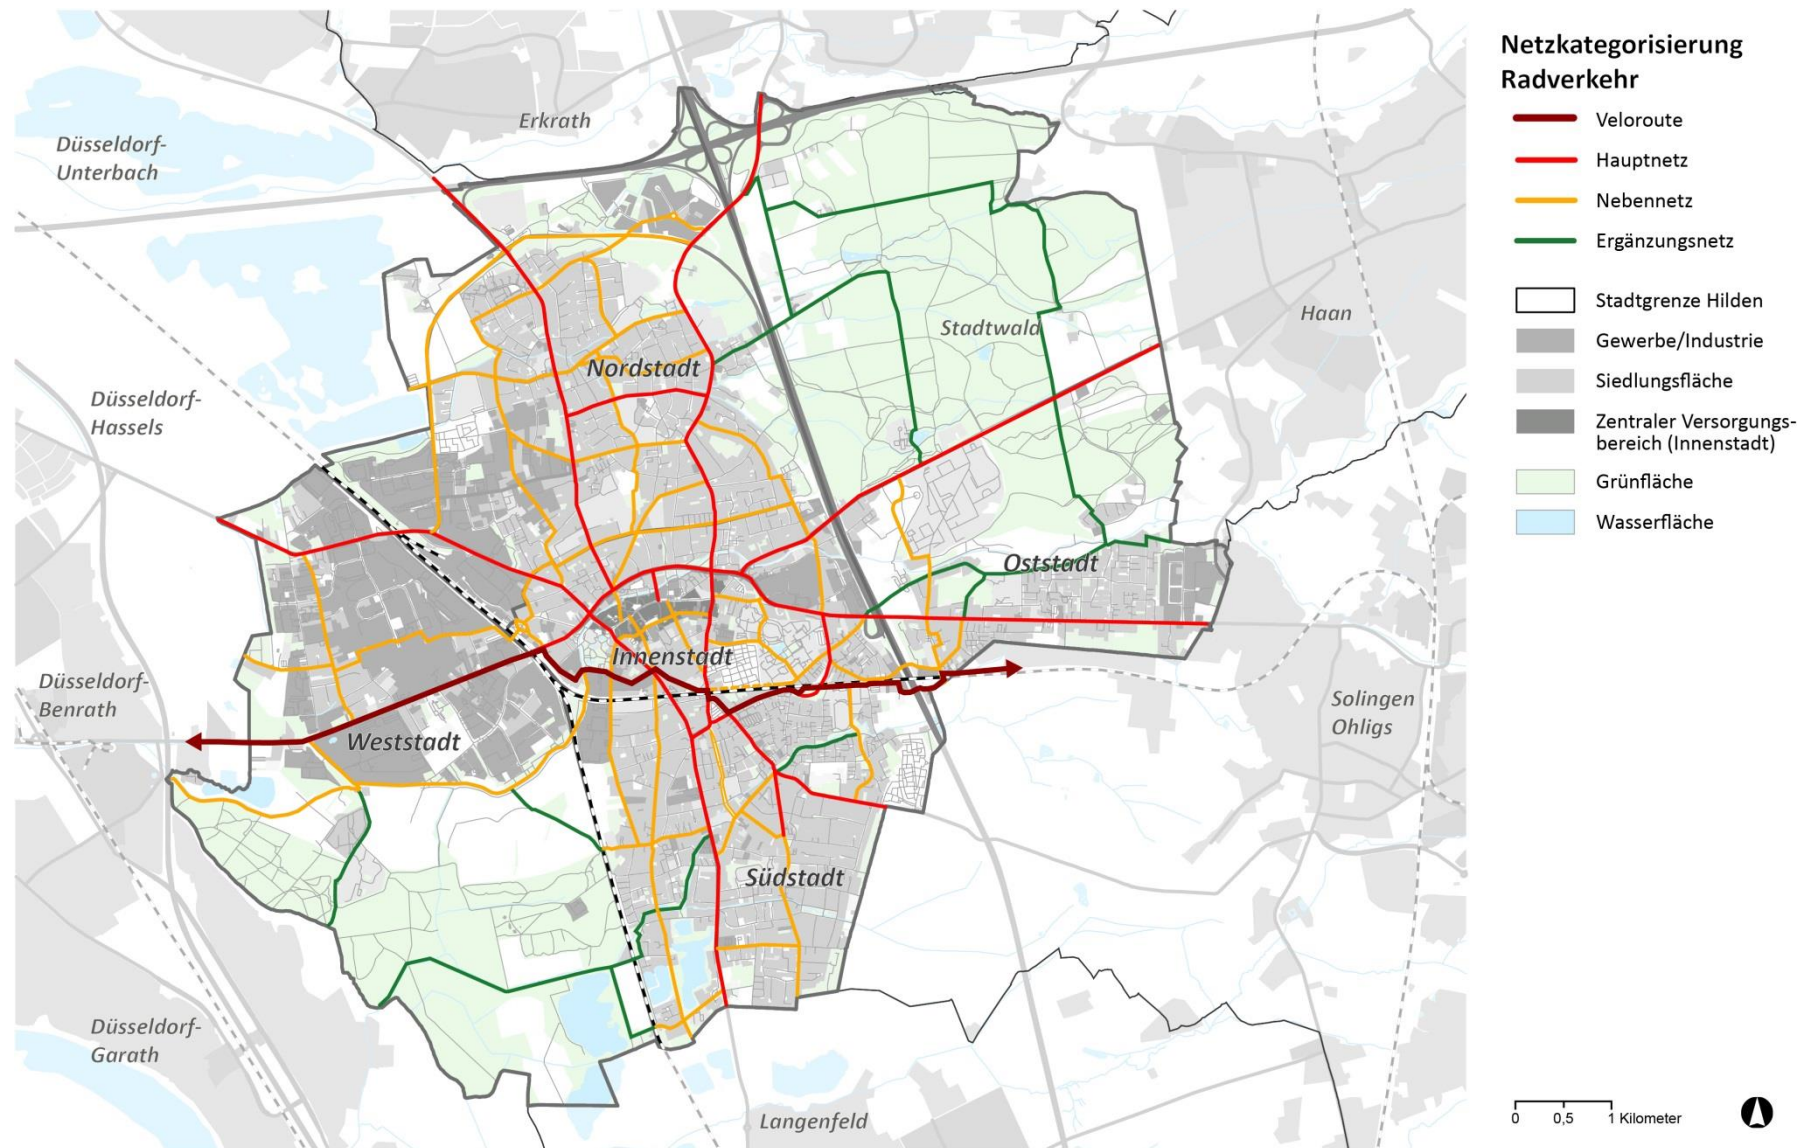 Netzkategorisierung
Radverkehr
Veloroute
Hauptnetz
Nebennetz
Ergänzungsnetz
Stadtgrenze Hilden
Gewerbe/Industrie
Siedlungsfläche
Zentraler Versorgungs-
bereich (Innenstadt)
Grünfläche
Wasserfläche
Erkrath
Düsseldorf-
Unterbach
Haan
Stadtwald
Nordstadt
Düsseldorf-
Hassels
Oststadt
Innenstadt
Düsseldorf-
Benrath
Solingen
Ohligs
Weststadt
Südstadt
Düsseldorf-
Garath
Langenfeld
0 0,5 1 Kilometer